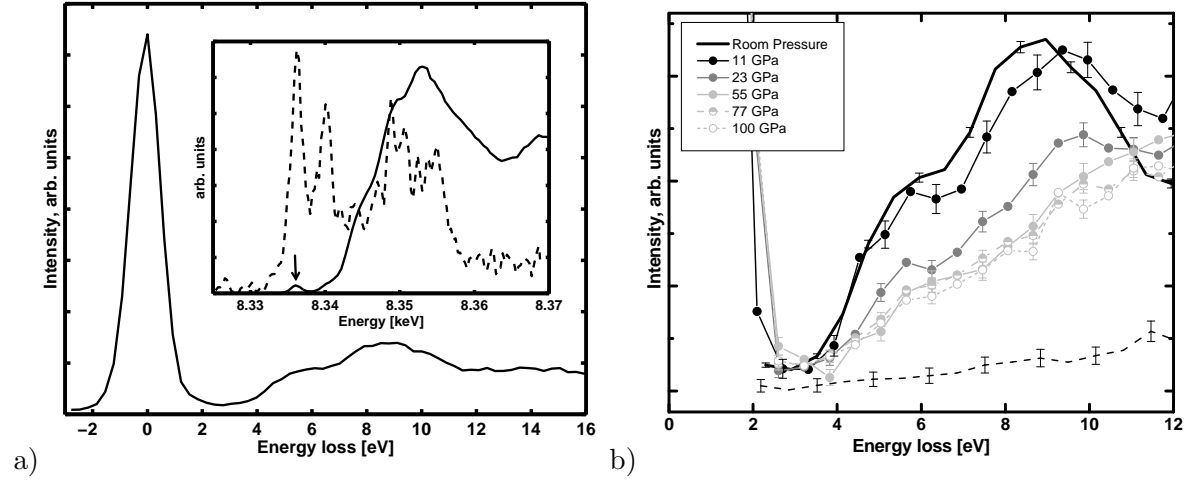 Intensity, arb. units
−2 0 2 4 6 8 10 12 14 16
Energy loss [eV]
arb. units
8.33 8.34 8.35 8.36 8.37
Energy [keV]
a)
Room Pressure
11 GPa
23 GPa
55 GPa
77 GPa
100 GPa
Intensity, arb. units
0 2 4 6 8 10 12
Energy loss [eV]
b)